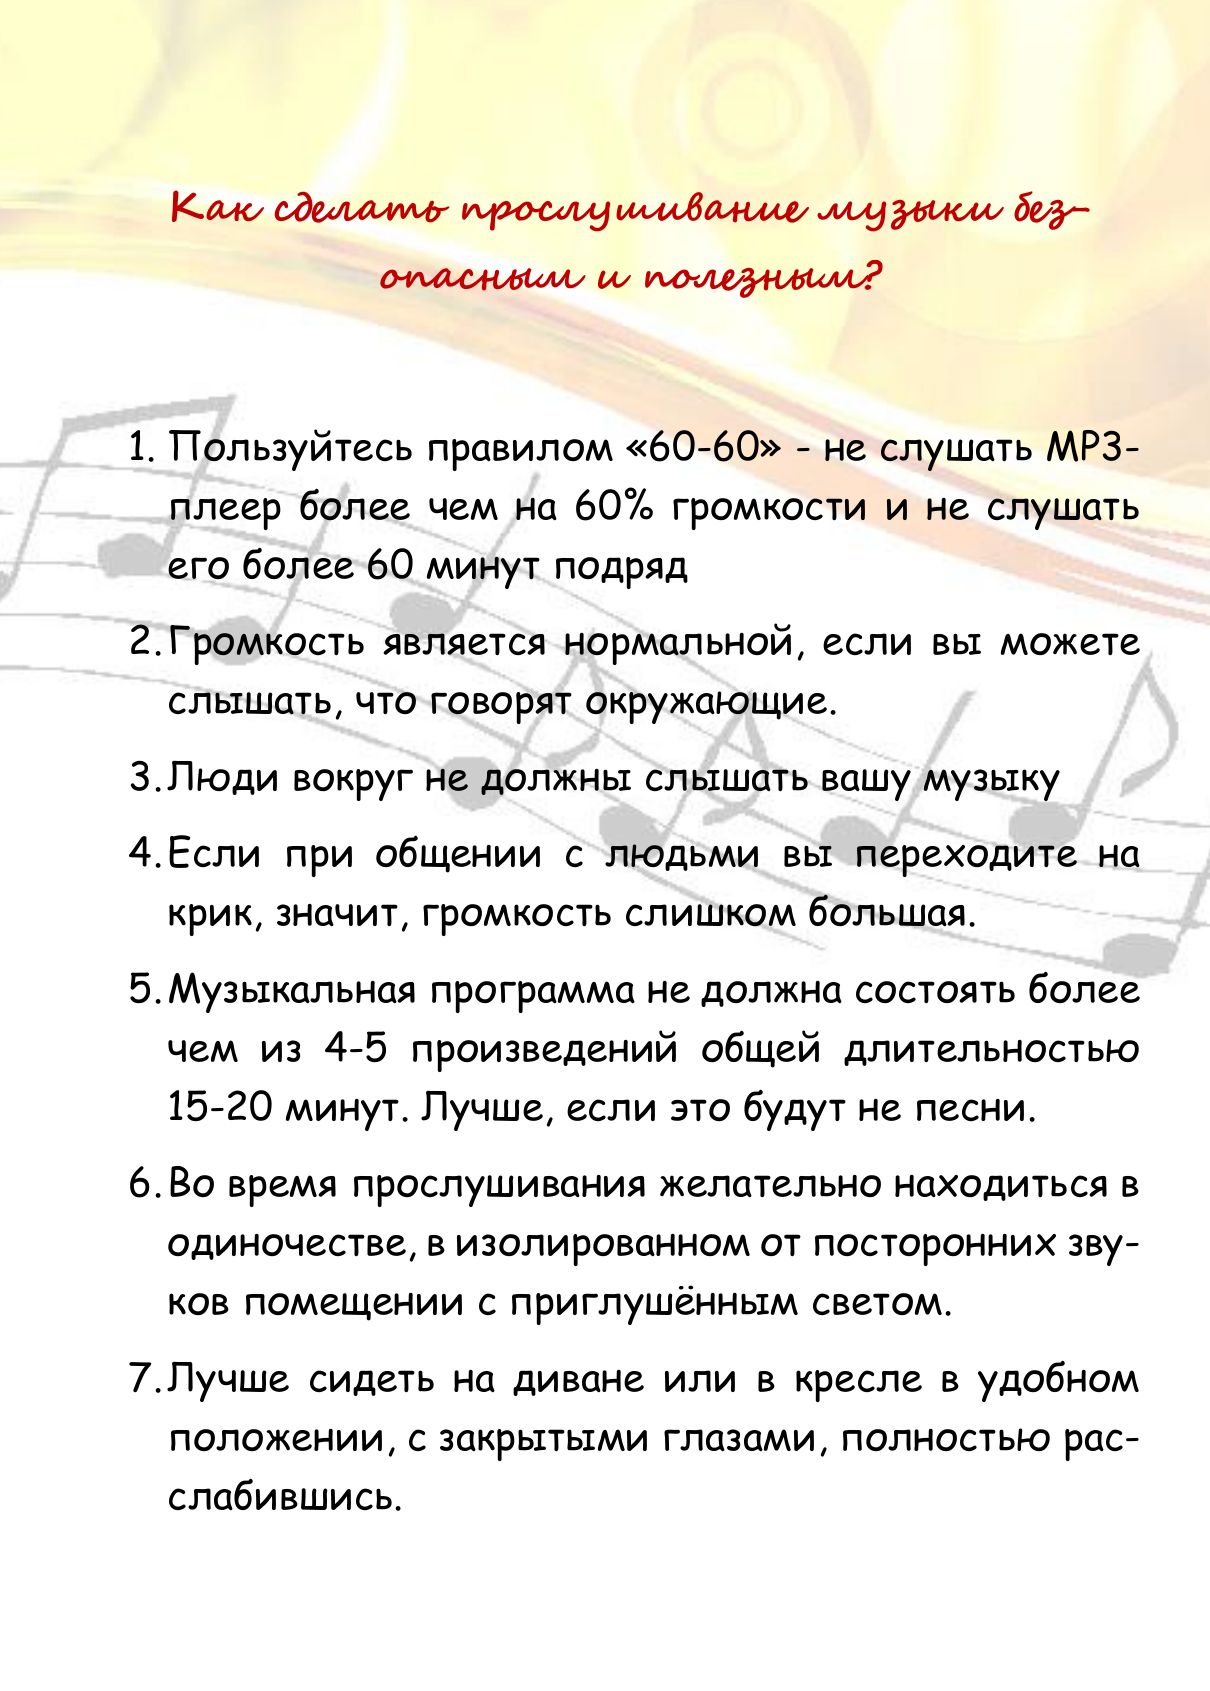 Как сделать прослушивание музыки без-
опасным и полезным?
1. Пользуйтесь правилом «60-60» - не слушать МР3-
плеер более чем на 60% громкости и не слушать
его более 60 минут подряд
2. Громкость является нормальной, если вы можете
слышать, что говорят окружающие.
3. Люди вокруг не должны слышать вашу музыку
4. Если при общении с людьми вы переходите на
крик, значит, громкость слишком большая.
5. Музыкальная программа не должна состоять более
чем из 4-5 произведений общей длительностью
15-20 минут. Лучше, если это будут не песни.
6. Во время прослушивания желательно находиться в
одиночестве, в изолированном от посторонних зву-
ков помещении с приглушённым светом.
7. Лучше сидеть на диване или в кресле в удобном
положении, с закрытыми глазами, полностью рас-
слабившись.